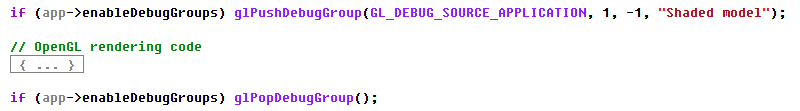 if (app->enableDebugGroups) glPushDebugGroup(GL_DEBUG_SOURCE_APPLICATION, 1, -1, "Shaded model");
// OpenGL rendering code
{ ... }
if (app->enableDebugGroups) glPopDebugGroup();